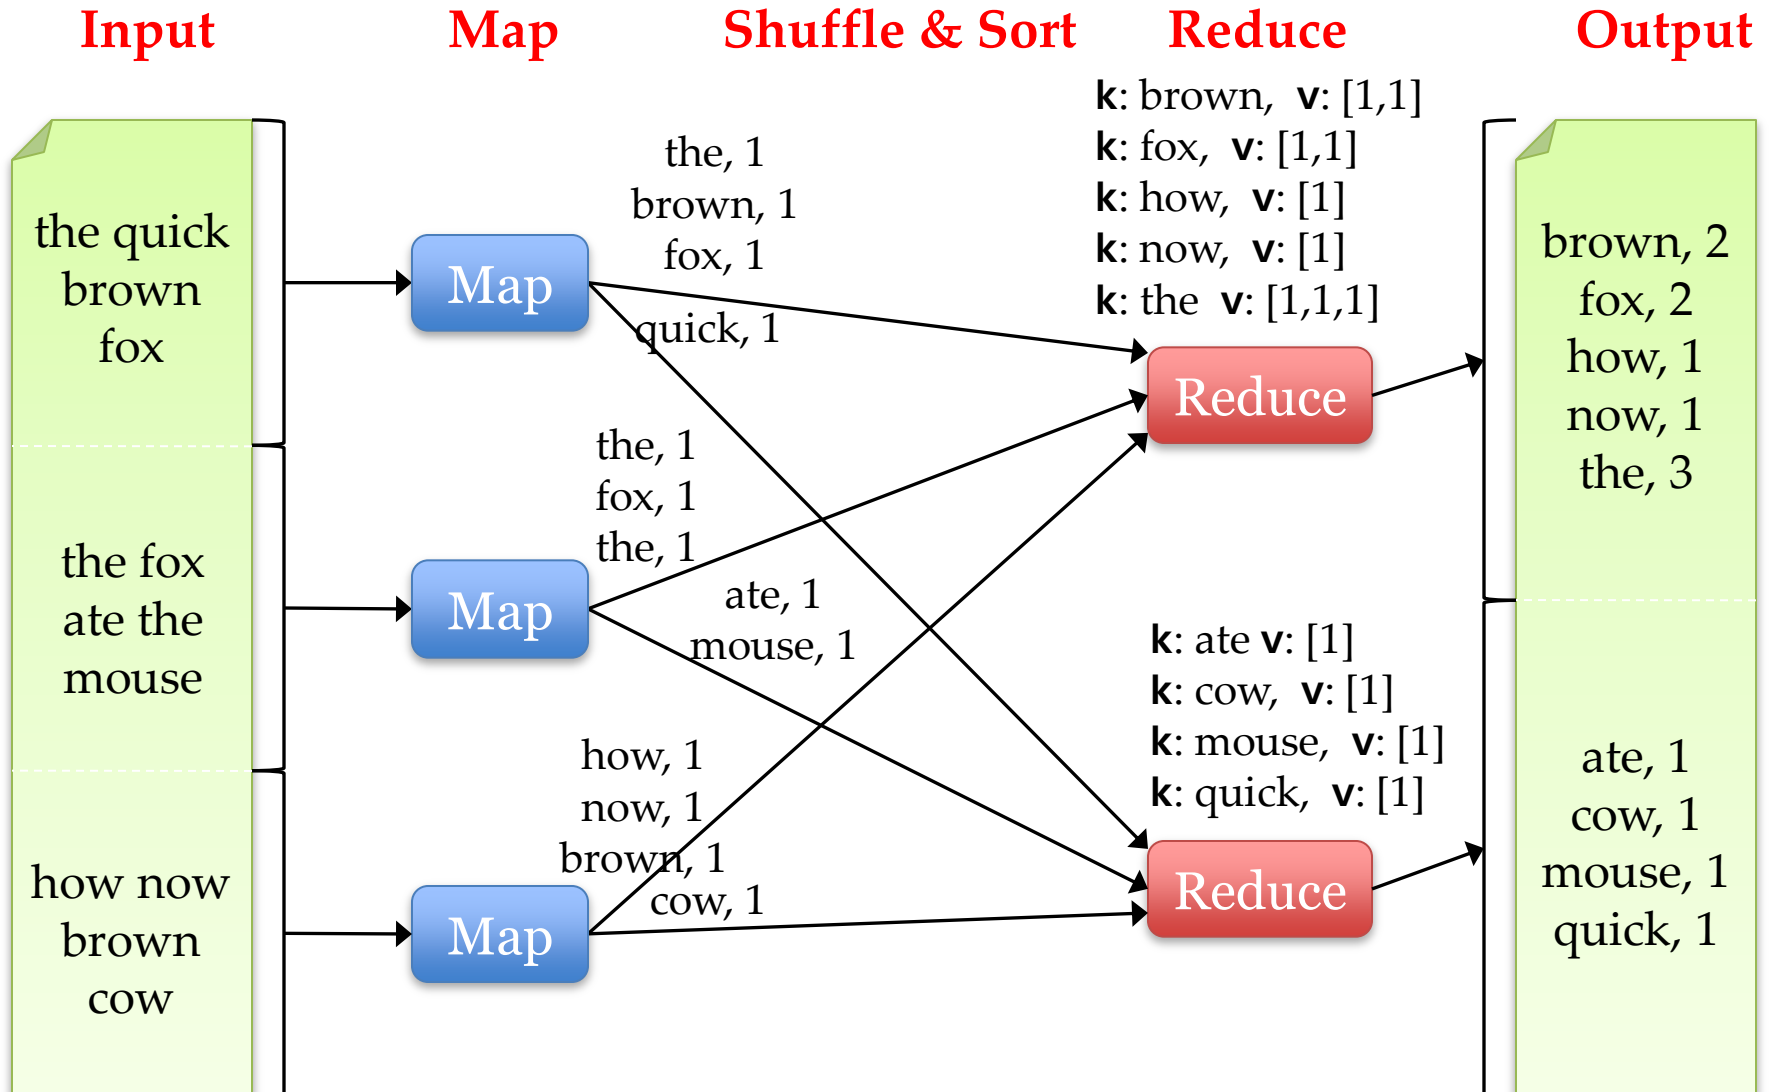 Input
Map
Shuffle & Sort
Reduce
Output
the quick
brown
fox
the fox
ate the
mouse
how now
brown
cow
Map
Map
Map
the, 1
brown, 1
fox, 1
quick, 1
the, 1
fox, 1
the, 1
ate, 1
mouse, 1
how, 1
now, 1
brown, 1
cow, 1
k: brown, v: [1,1]
k: fox, v: [1,1]
k: how, v: [1]
k: now, v: [1]
k: the v: [1,1,1]
Reduce
k: ate v: [1]
k: cow, v: [1]
k: mouse, v: [1]
k: quick, v: [1]
Reduce
brown, 2
fox, 2
how, 1
now, 1
the, 3
ate, 1
cow, 1
mouse, 1
quick, 1